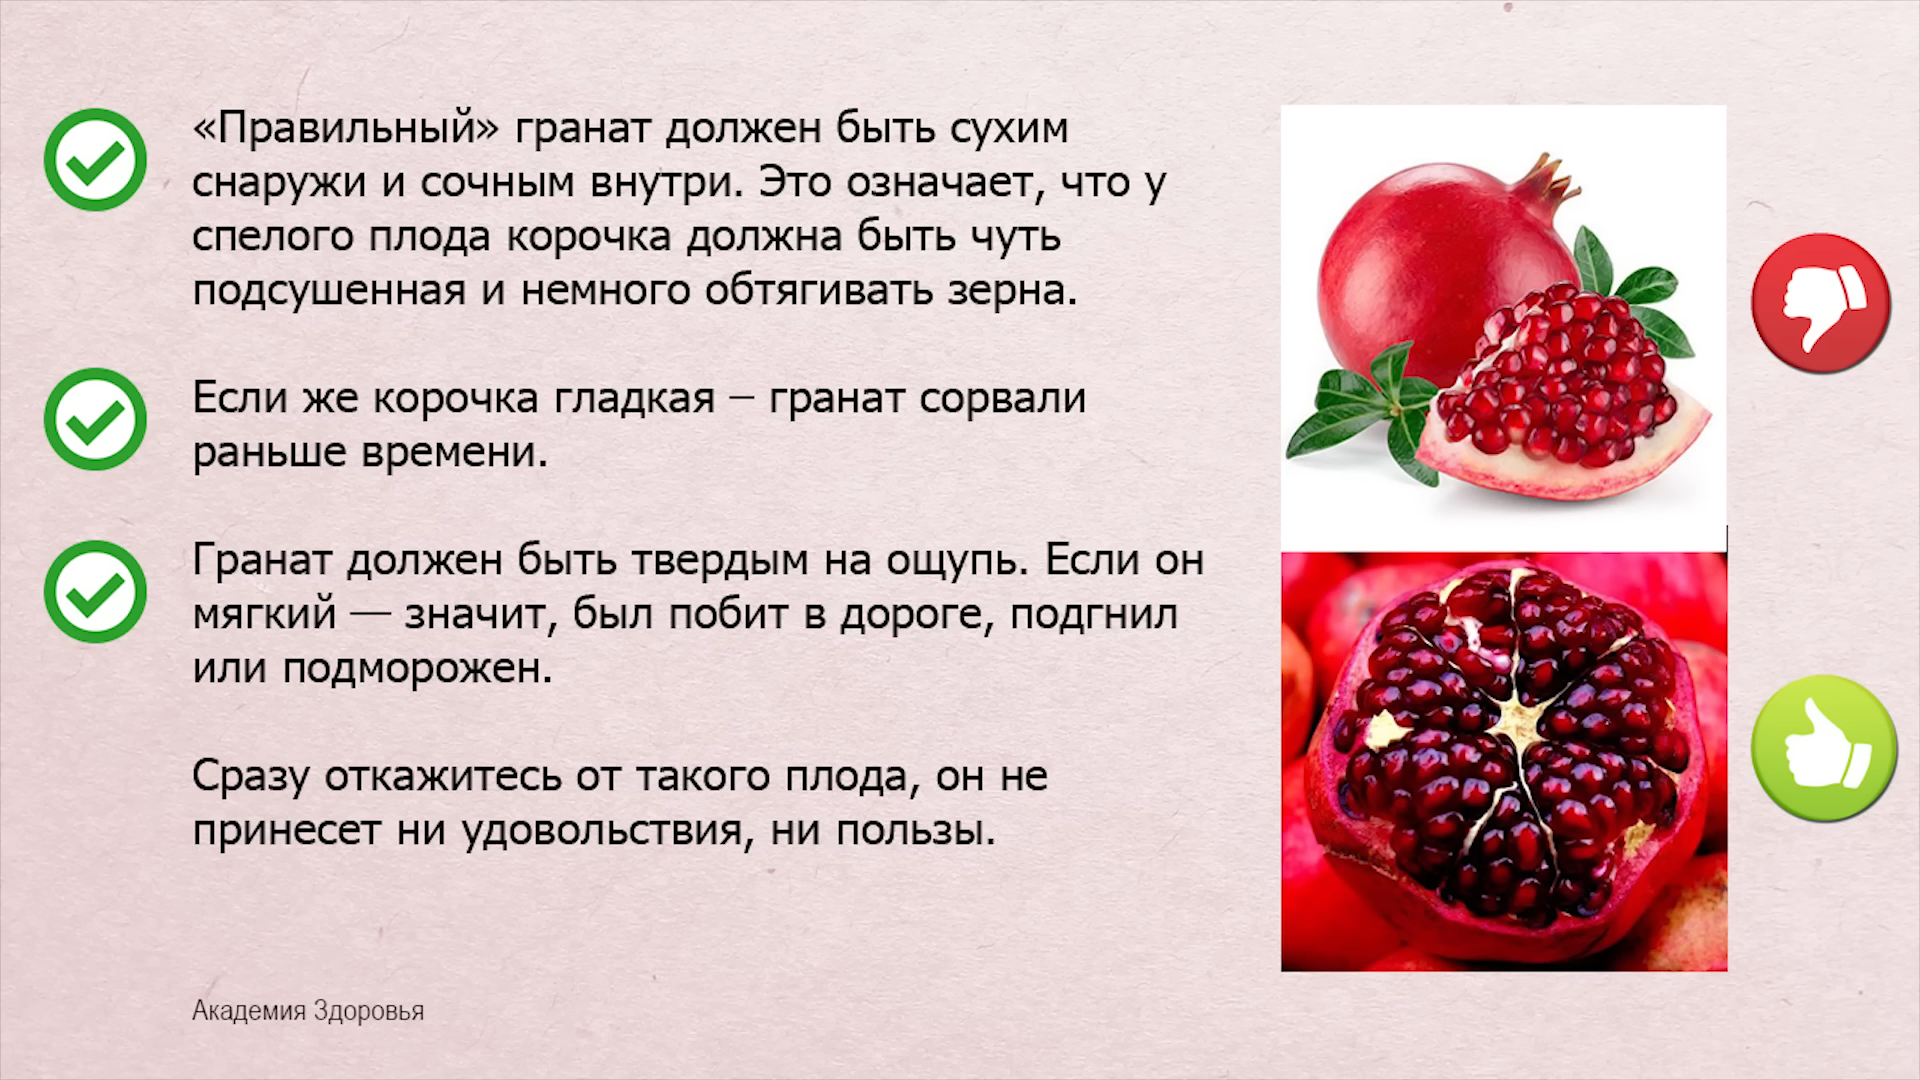 «Правильный» гранат должен быть сухим
снаружи и сочным внутри. Это означает, что у
спелого плода корочка должна быть чуть
подсушенная и немного обтягивать зерна.
Если же корочка гладкая – гранат сорвали
раньше времени.
Гранат должен быть твердым на ощупь. Если он
мягкий — значит, был побит в дороге, подгнил
или подморожен.
Сразу откажитесь от такого плода, он не
принесет ни удовольствия, ни пользы.
Академия Здоровья